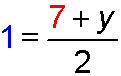 1 = (7 + y) / 2